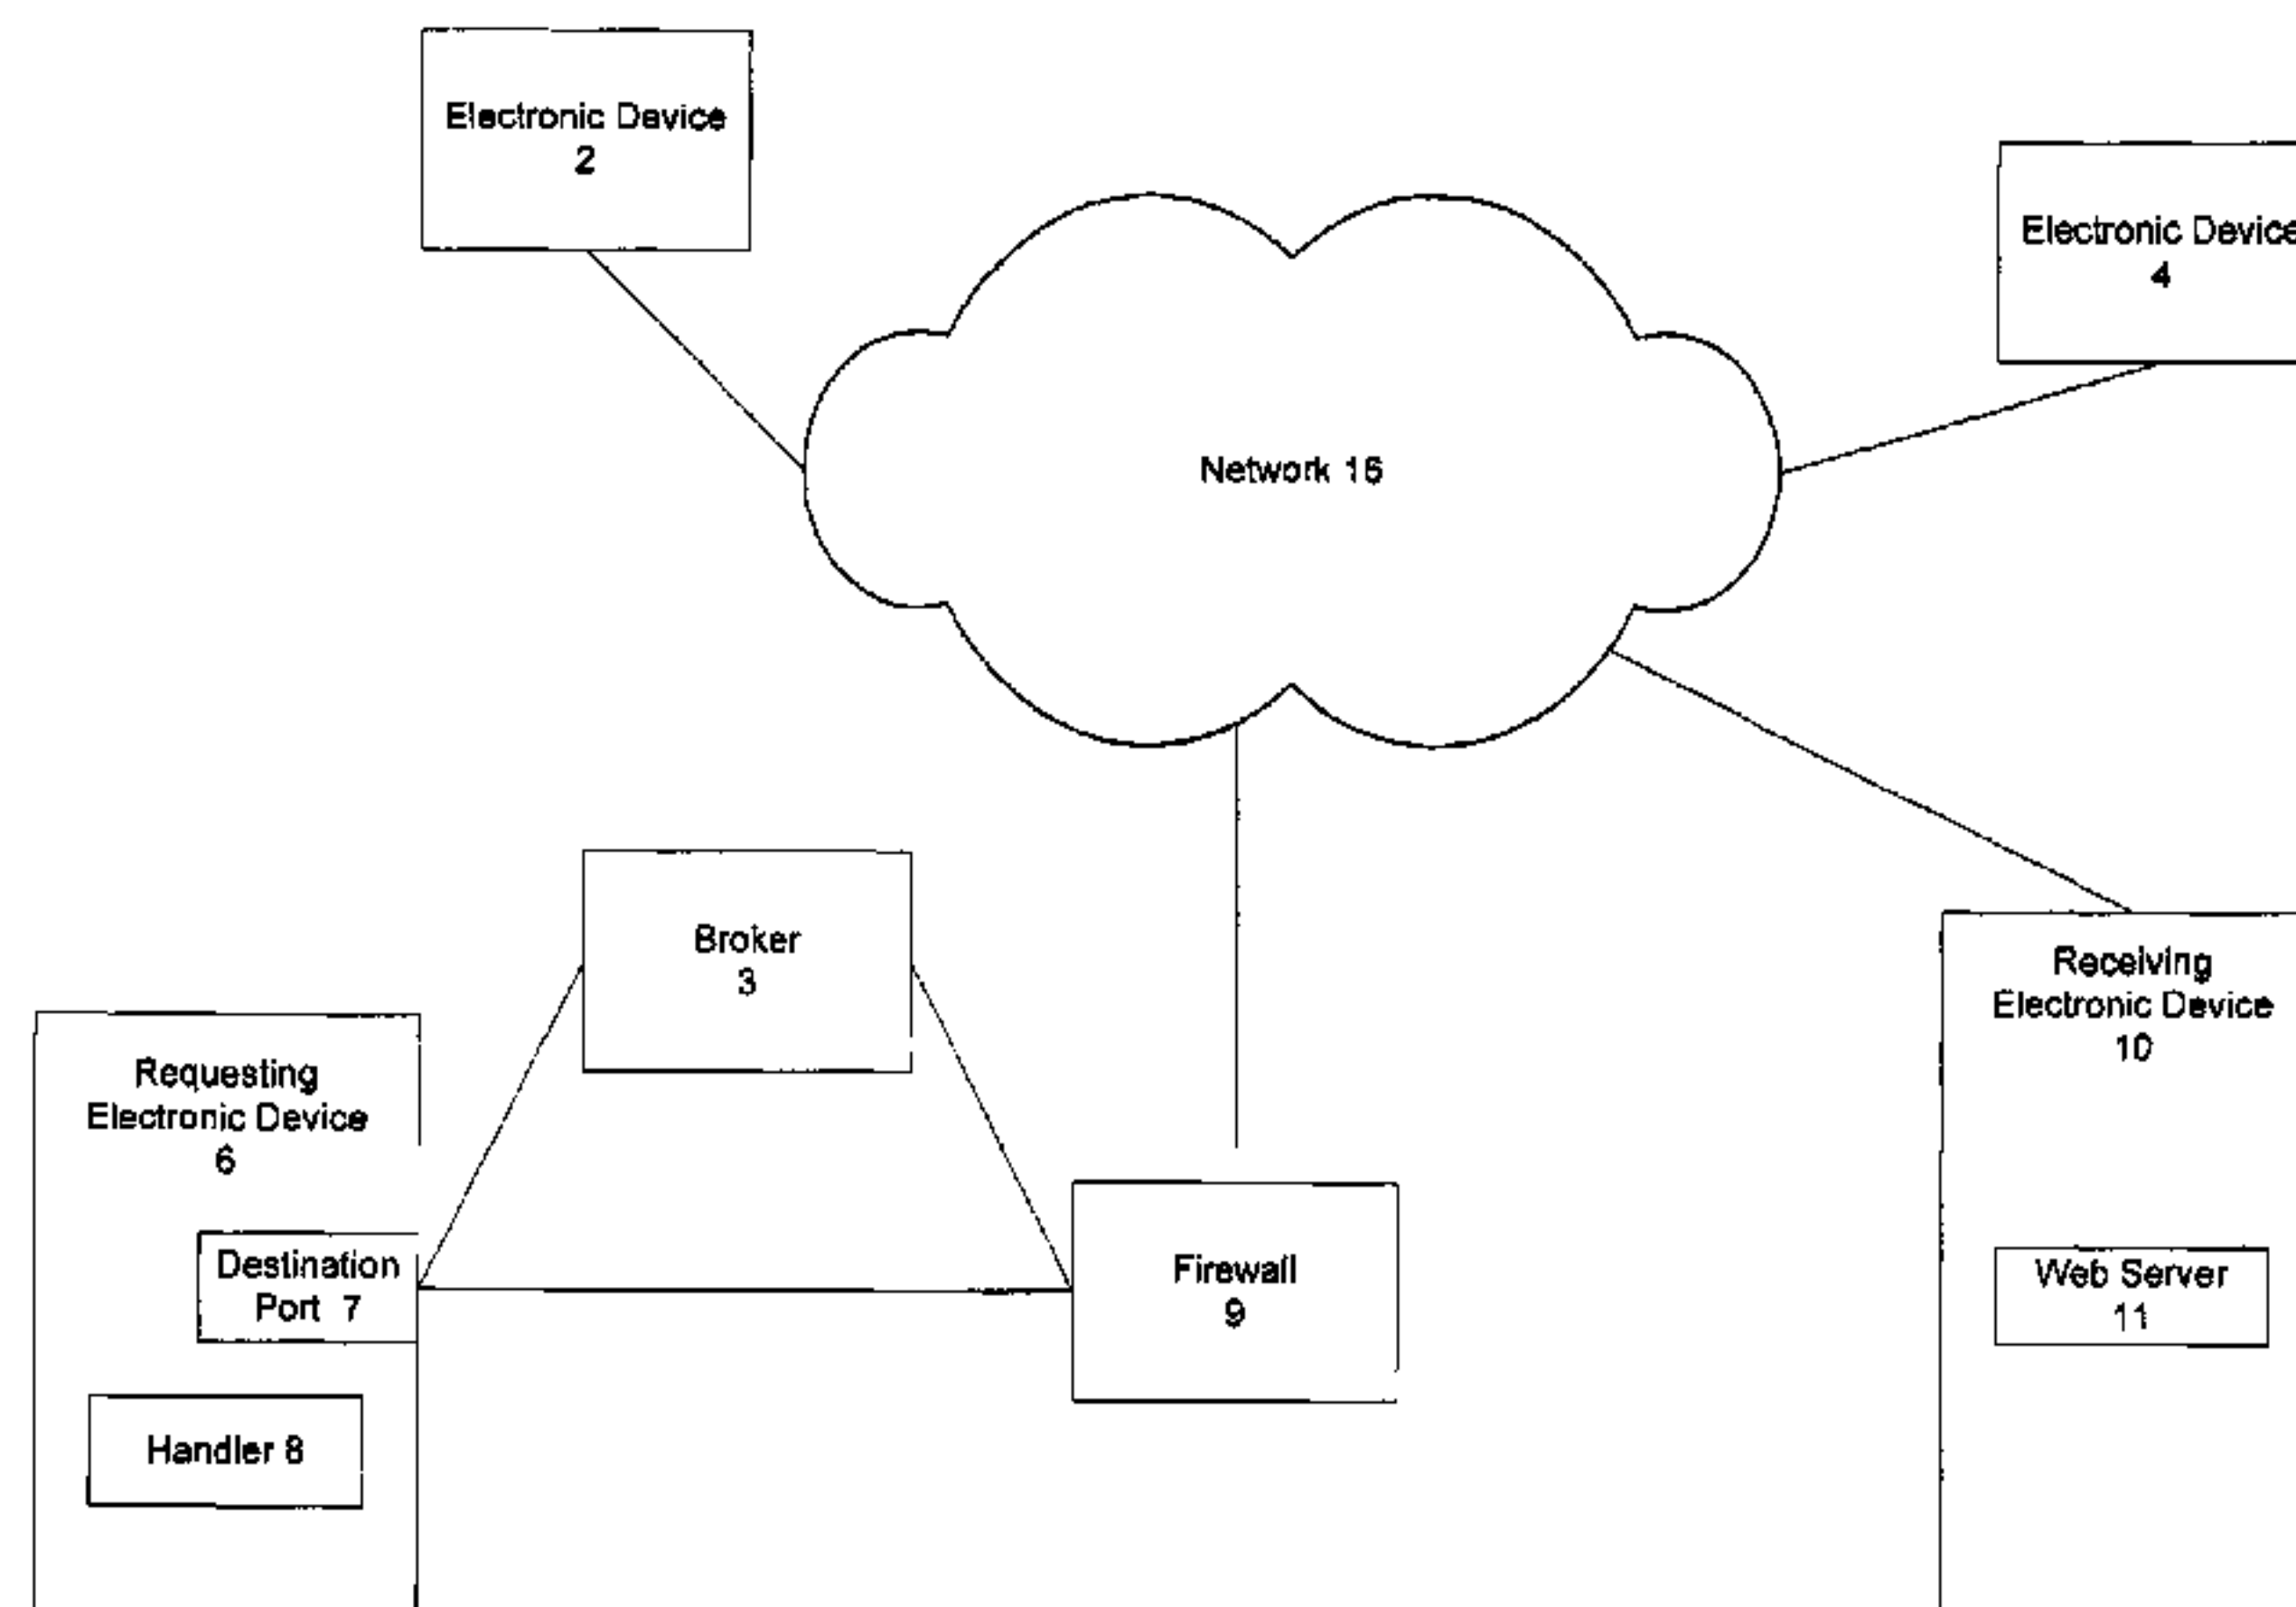 Electronic Device
2
Electronic Device
4
Network 16
Broker
3
Receiving
Electronic Device
10
Requesting
Electronic Device
6
Destination
Port 7
Firewall
9
Web Server
11
Handler 8